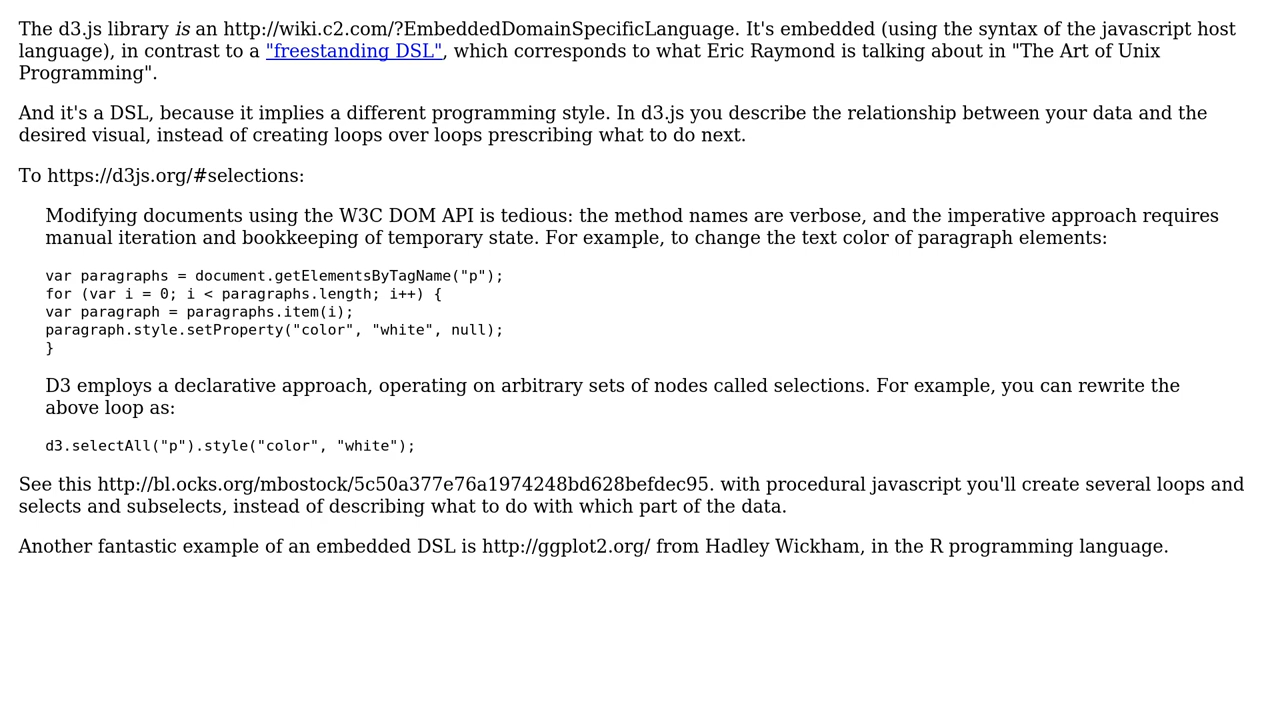 The d3.js library is an http://wiki.c2.com/?EmbeddedDomainSpecificLanguage. It's embedded (using the syntax of the javascript host
language), in contrast to a "freestanding DSL", which corresponds to what Eric Raymond is talking about in "The Art of Unix
Programming".
And it's a DSL, because it implies a different programming style. In d3.js you describe the relationship between your data and the
desired visual, instead of creating loops over loops prescribing what to do next.
To https://d3js.org/#selections:
Modifying documents using the W3C DOM API is tedious: the method names are verbose, and the imperative approach requires
manual iteration and bookkeeping of temporary state. For example, to change the text color of paragraph elements:
var paragraphs = document.getElementsByTagName("p");
for (var i = 0; i < paragraphs.length; i++) {
var paragraph = paragraphs.item(i);
paragraph.style.setProperty("color", "white", null);
}
D3 employs a declarative approach, operating on arbitrary sets of nodes called selections. For example, you can rewrite the
above loop as:
d3.selectAll("p").style("color", "white");
See this http://bl.ocks.org/mbostock/5c50a377e76a1974248bd628befdec95. with procedural javascript you'll create several loops and
selects and subselects, instead of describing what to do with which part of the data.
Another fantastic example of an embedded DSL is http://ggplot2.org/ from Hadley Wickham, in the R programming language.